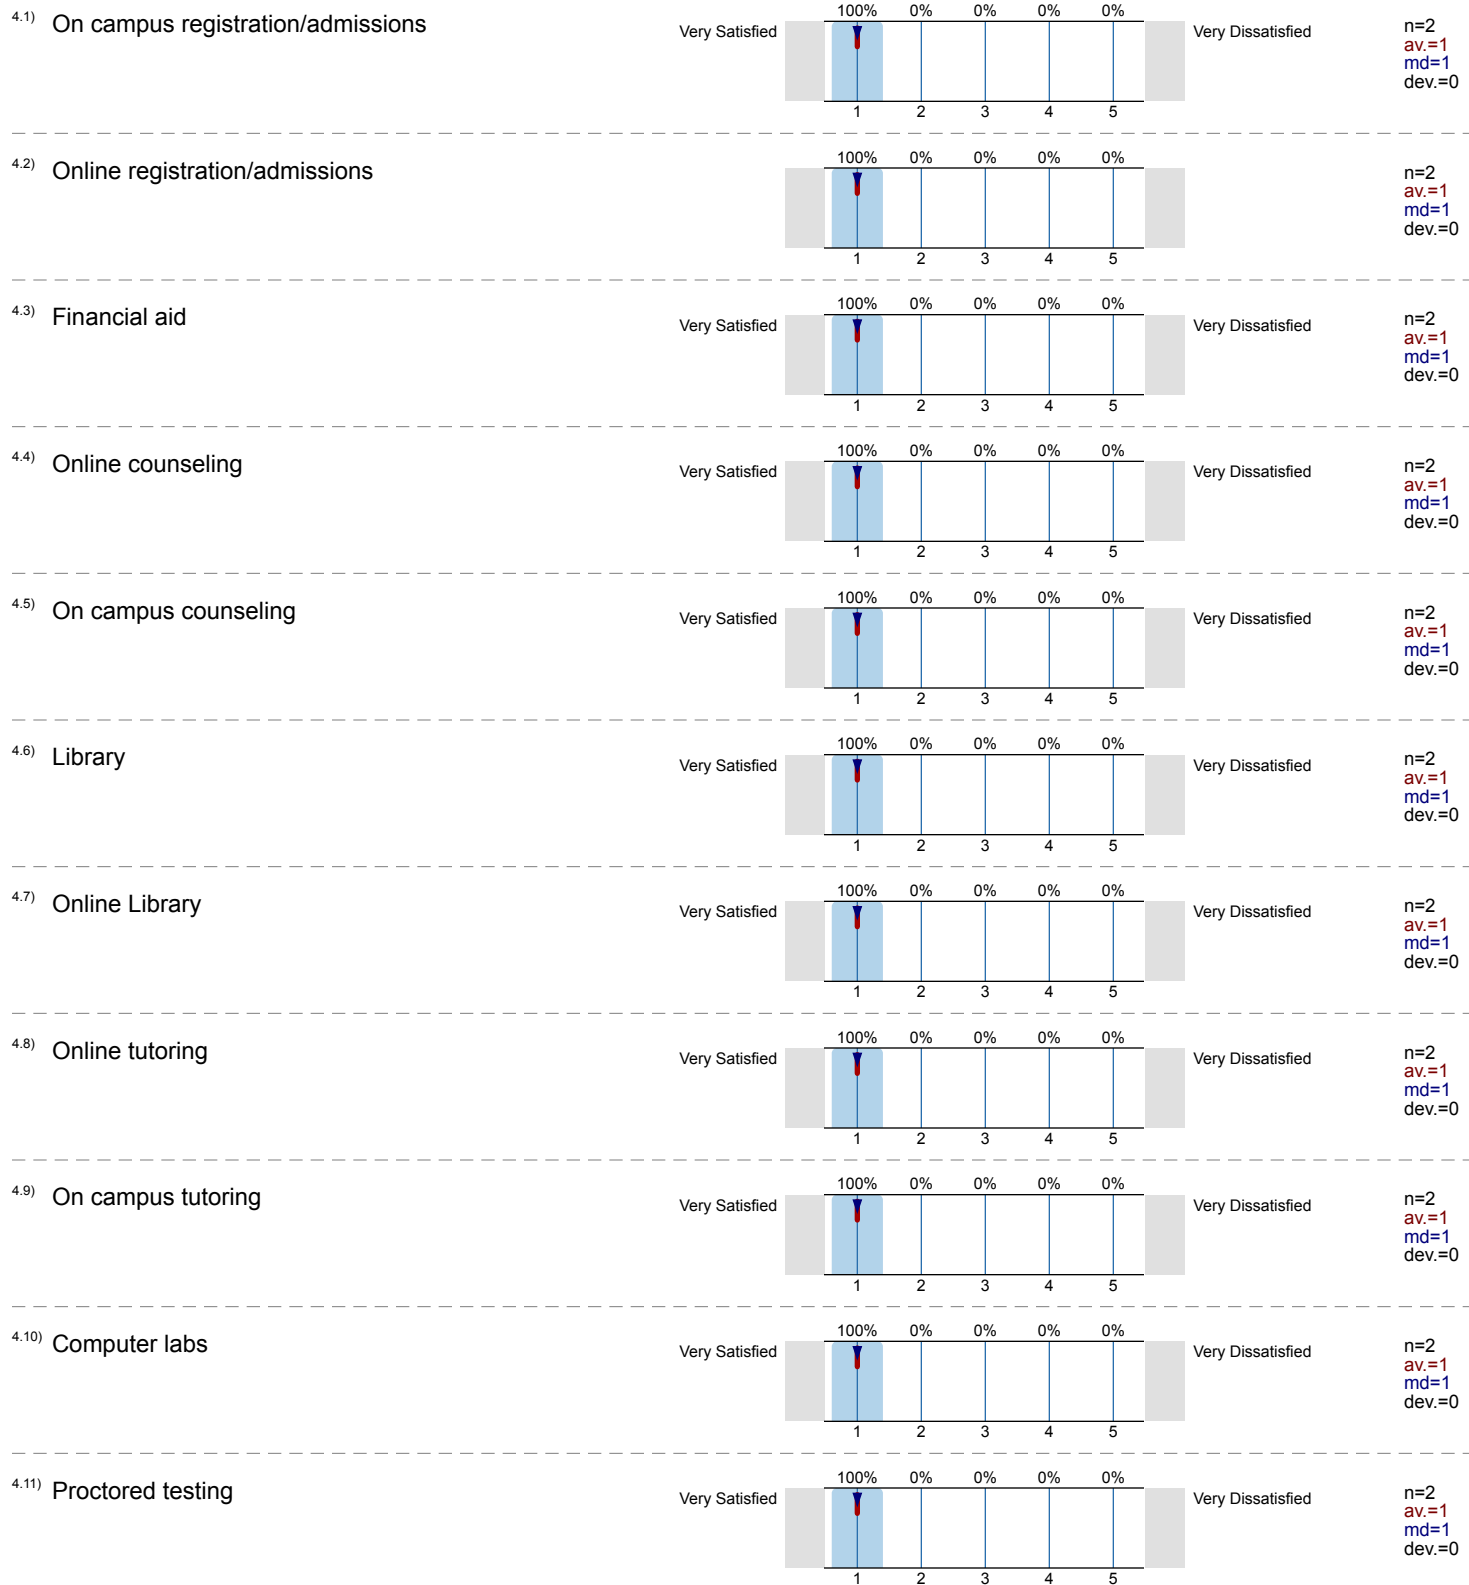 4.1) On campus registration/admissions
100% 0% 0% 0% 0%
Very Satisfied Very Dissatisfied
1 2 3 4 5
n=2
av.=1
md=1
dev.=0
4.2) Online registration/admissions
100% 0% 0% 0% 0%
1 2 3 4 5
n=2
av.=1
md=1
dev.=0
4.3) Financial aid
100% 0% 0% 0% 0%
Very Satisfied Very Dissatisfied
1 2 3 4 5
n=2
av.=1
md=1
dev.=0
4.4) Online counseling
100% 0% 0% 0% 0%
Very Satisfied Very Dissatisfied
1 2 3 4 5
n=2
av.=1
md=1
dev.=0
4.5) On campus counseling
100% 0% 0% 0% 0%
Very Satisfied Very Dissatisfied
1 2 3 4 5
n=2
av.=1
md=1
dev.=0
4.6) Library
100% 0% 0% 0% 0%
Very Satisfied Very Dissatisfied
1 2 3 4 5
n=2
av.=1
md=1
dev.=0
4.7) Online Library
100% 0% 0% 0% 0%
Very Satisfied Very Dissatisfied
1 2 3 4 5
n=2
av.=1
md=1
dev.=0
4.8) Online tutoring
100% 0% 0% 0% 0%
Very Satisfied Very Dissatisfied
1 2 3 4 5
n=2
av.=1
md=1
dev.=0
4.9) On campus tutoring
100% 0% 0% 0% 0%
Very Satisfied Very Dissatisfied
1 2 3 4 5
n=2
av.=1
md=1
dev.=0
4.10) Computer labs
100% 0% 0% 0% 0%
Very Satisfied Very Dissatisfied
1 2 3 4 5
n=2
av.=1
md=1
dev.=0
4.11) Proctored testing
100% 0% 0% 0% 0%
Very Satisfied Very Dissatisfied
1 2 3 4 5
n=2
av.=1
md=1
dev.=0